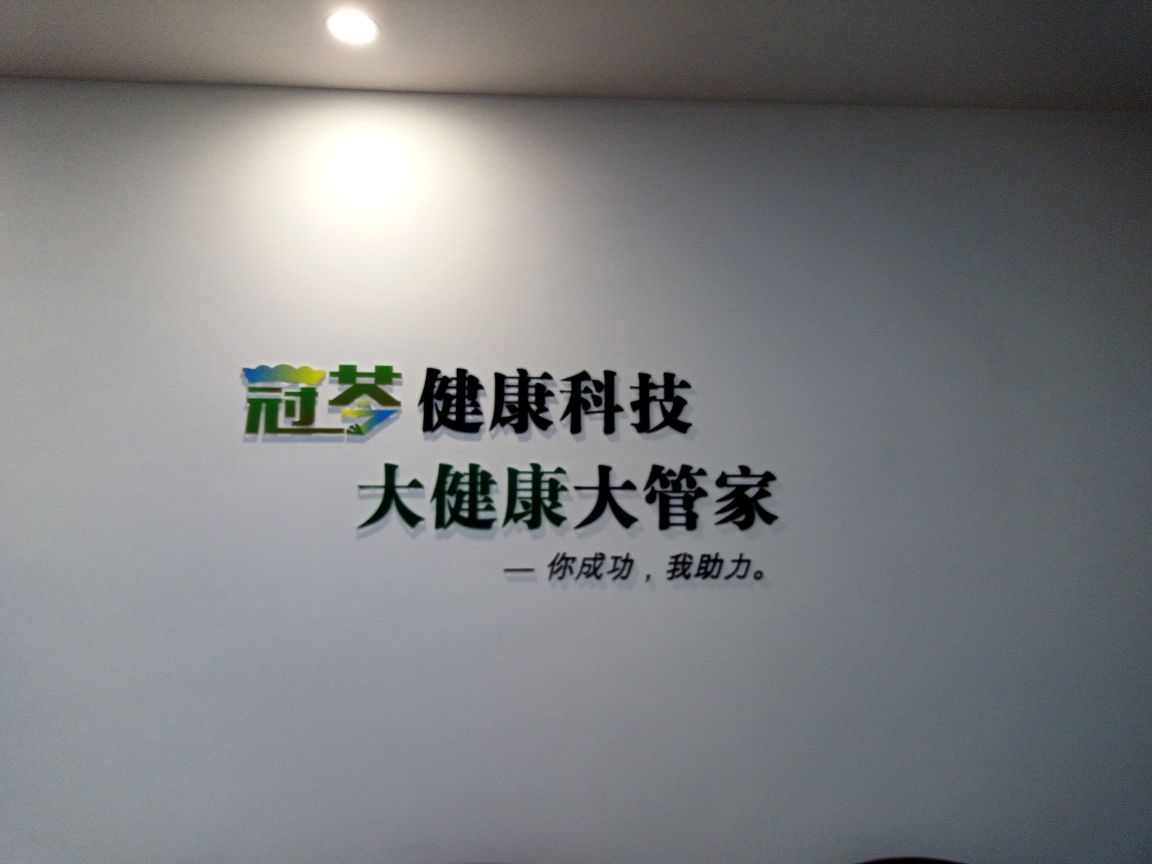 冠芩健康科技
大健康大管家
— 你成功，我助力。